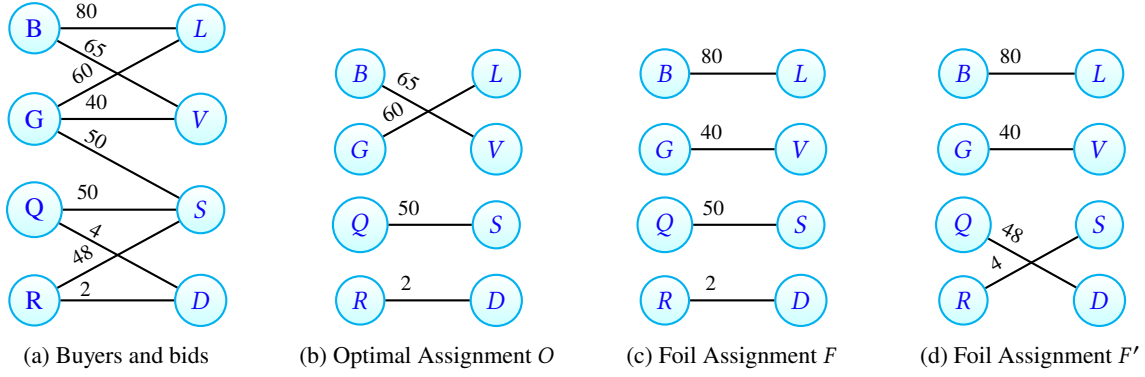 B 80 L
65
60
G 40 V
50
Q 50 S
4
48
R 2 D
(a) Buyers and bids
B 65 L
60
G V
Q 50 S
R 2 D
(b) Optimal Assignment O
B 80 L
G 40 V
Q 50 S
R 2 D
(c) Foil Assignment F
B 80 L
G 40 V
Q 48 S
4
R D
(d) Foil Assignment F′